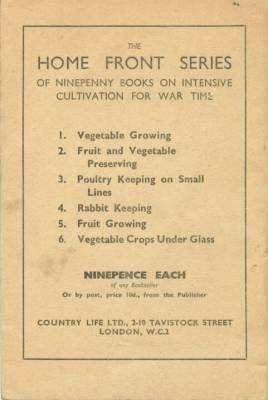 THE
HOME FRONT SERIES
OF NINEPENNY BOOKS ON INTENSIVE
CULTIVATION FOR WAR TIME
1. Vegetable Growing
2. Fruit and Vegetable
Preserving
3. Poultry Keeping on Small
Lines
4. Rabbit Keeping
5. Fruit Growing
6. Vegetable Crops Under Glass
NINEPENCE EACH
of any Bookseller
Or by post, price 10d., from the Publisher
COUNTRY LIFE LTD., 2-10 TAVISTOCK STREET
LONDON, W.C.2